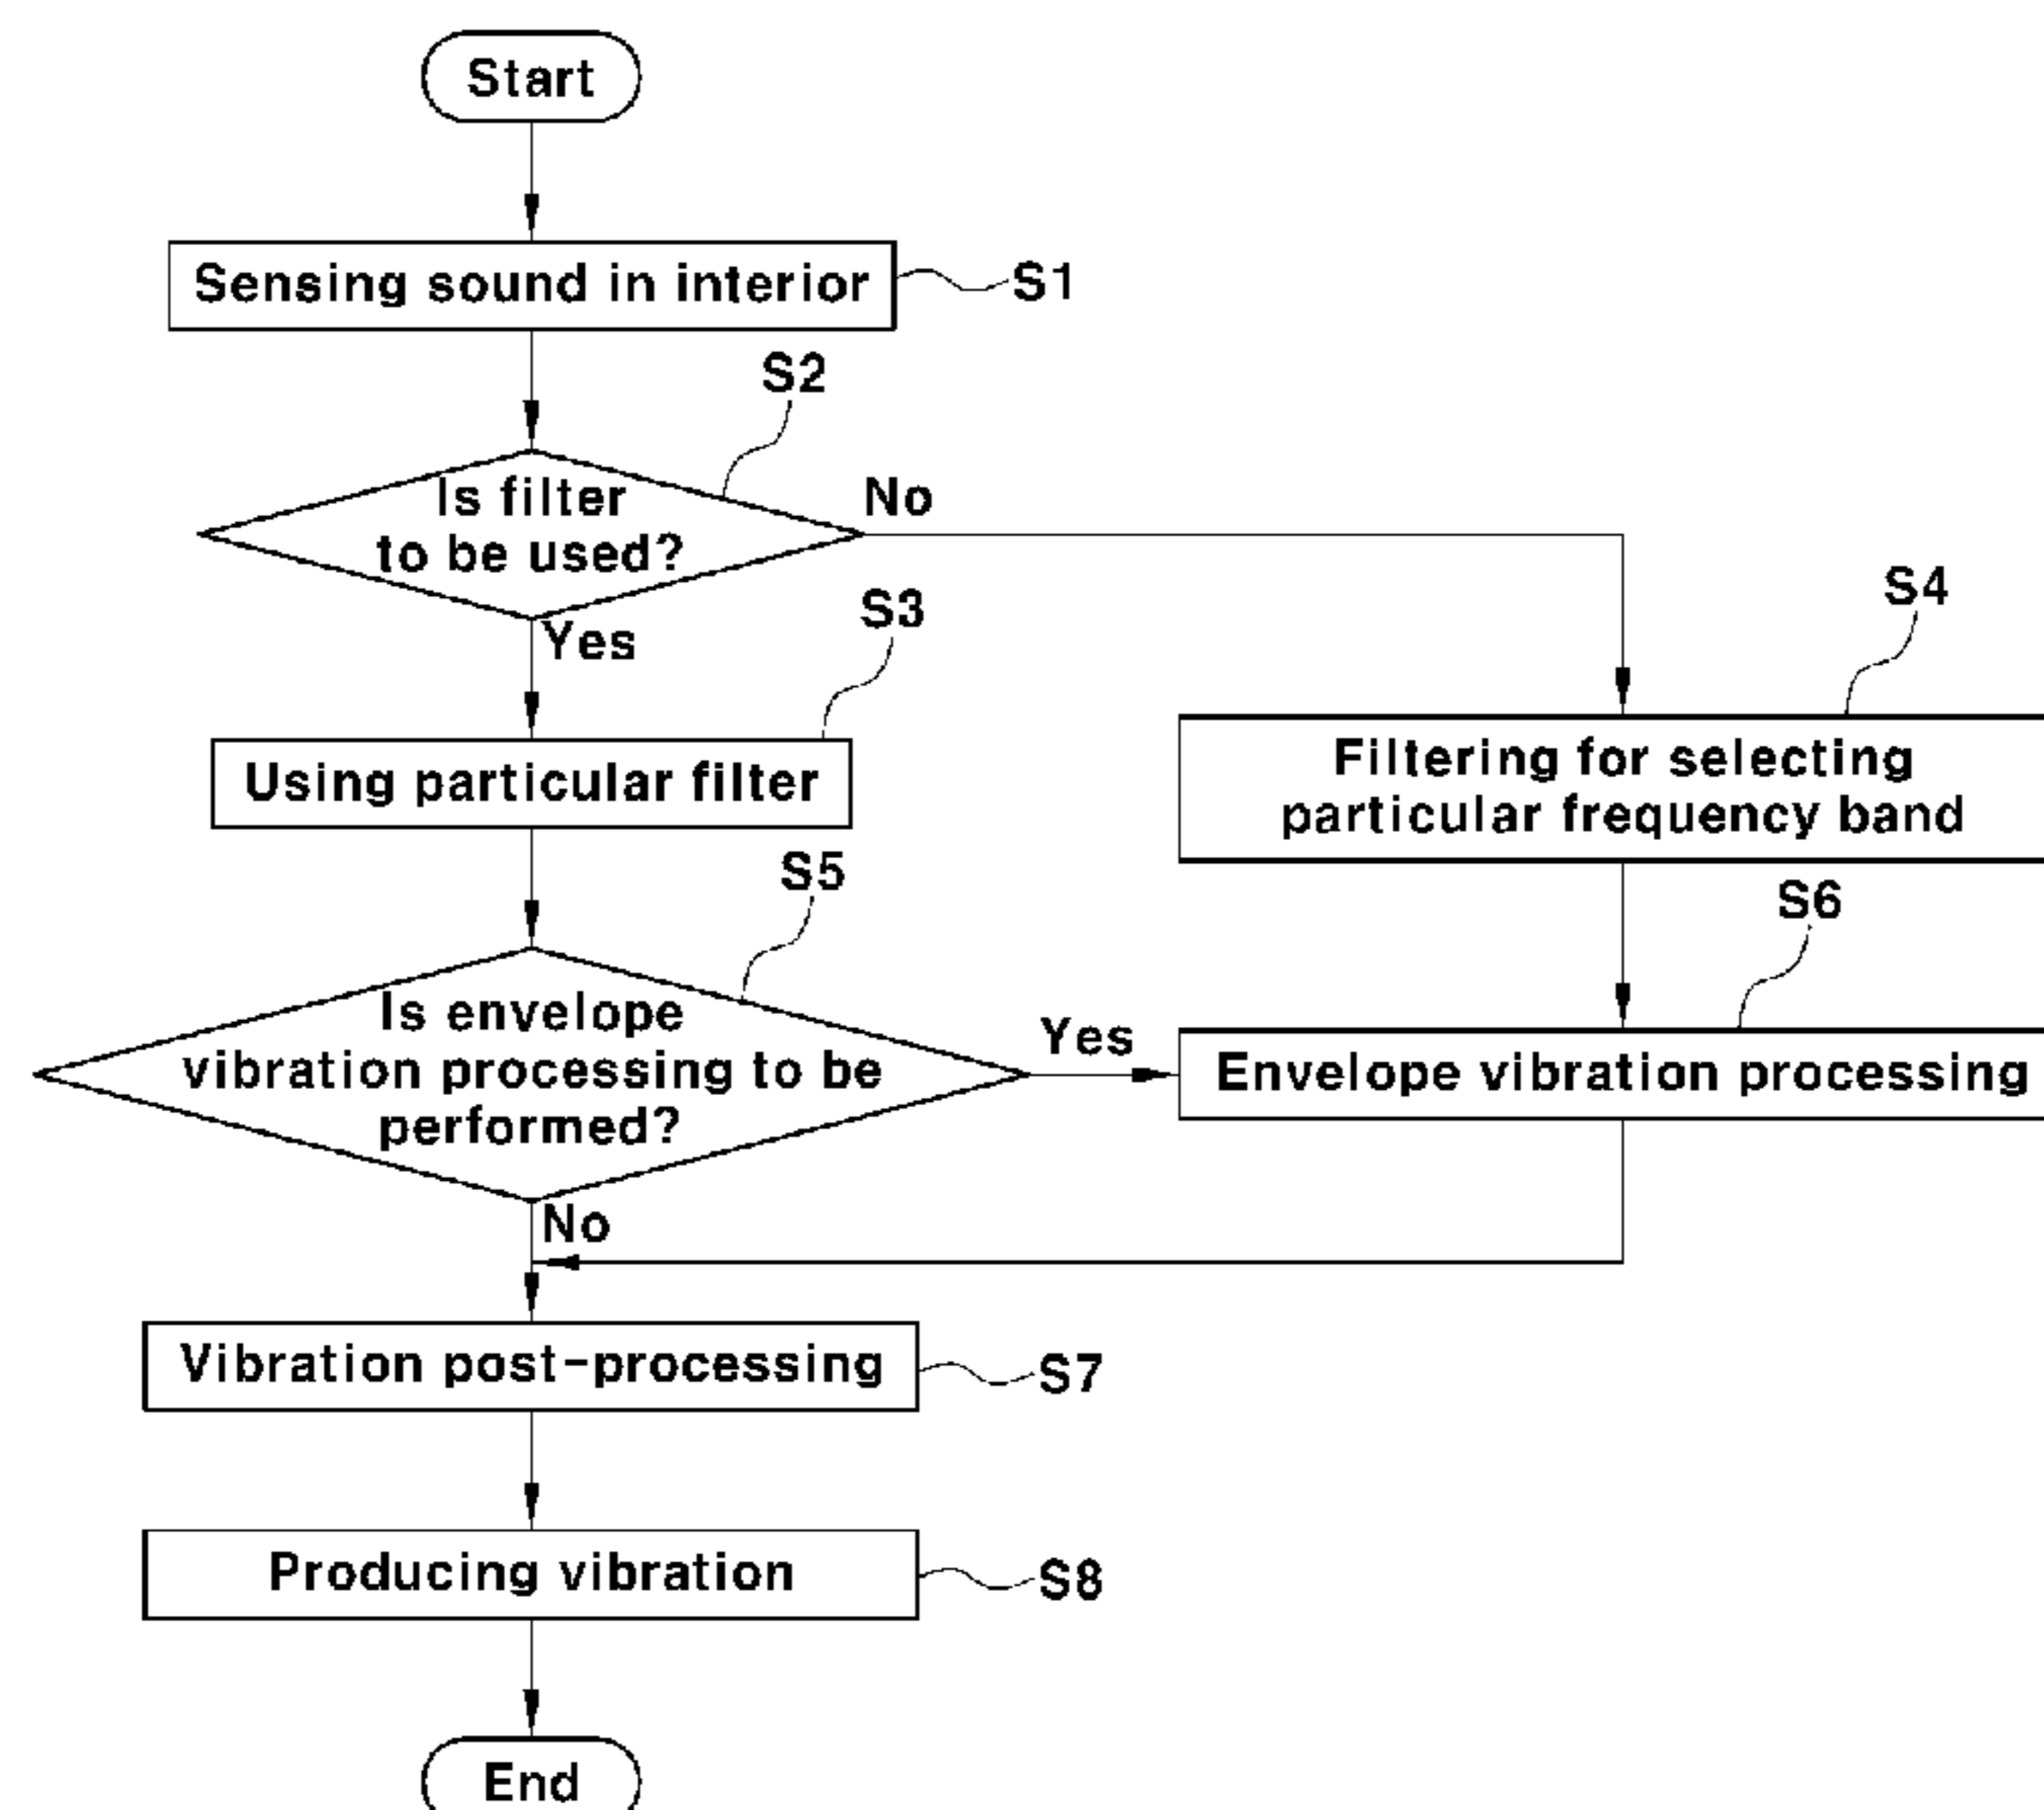 Start
Sensing sound in interior
S1
S2
Is filter
to be used?
No
Yes
S3
S4
Using particular filter
Filtering for selecting
particular frequency band
S5
S6
Is envelope
vibration processing to be
performed?
Yes
Envelope vibration processing
No
Vibration post-processing
S7
Producing vibration
S8
End